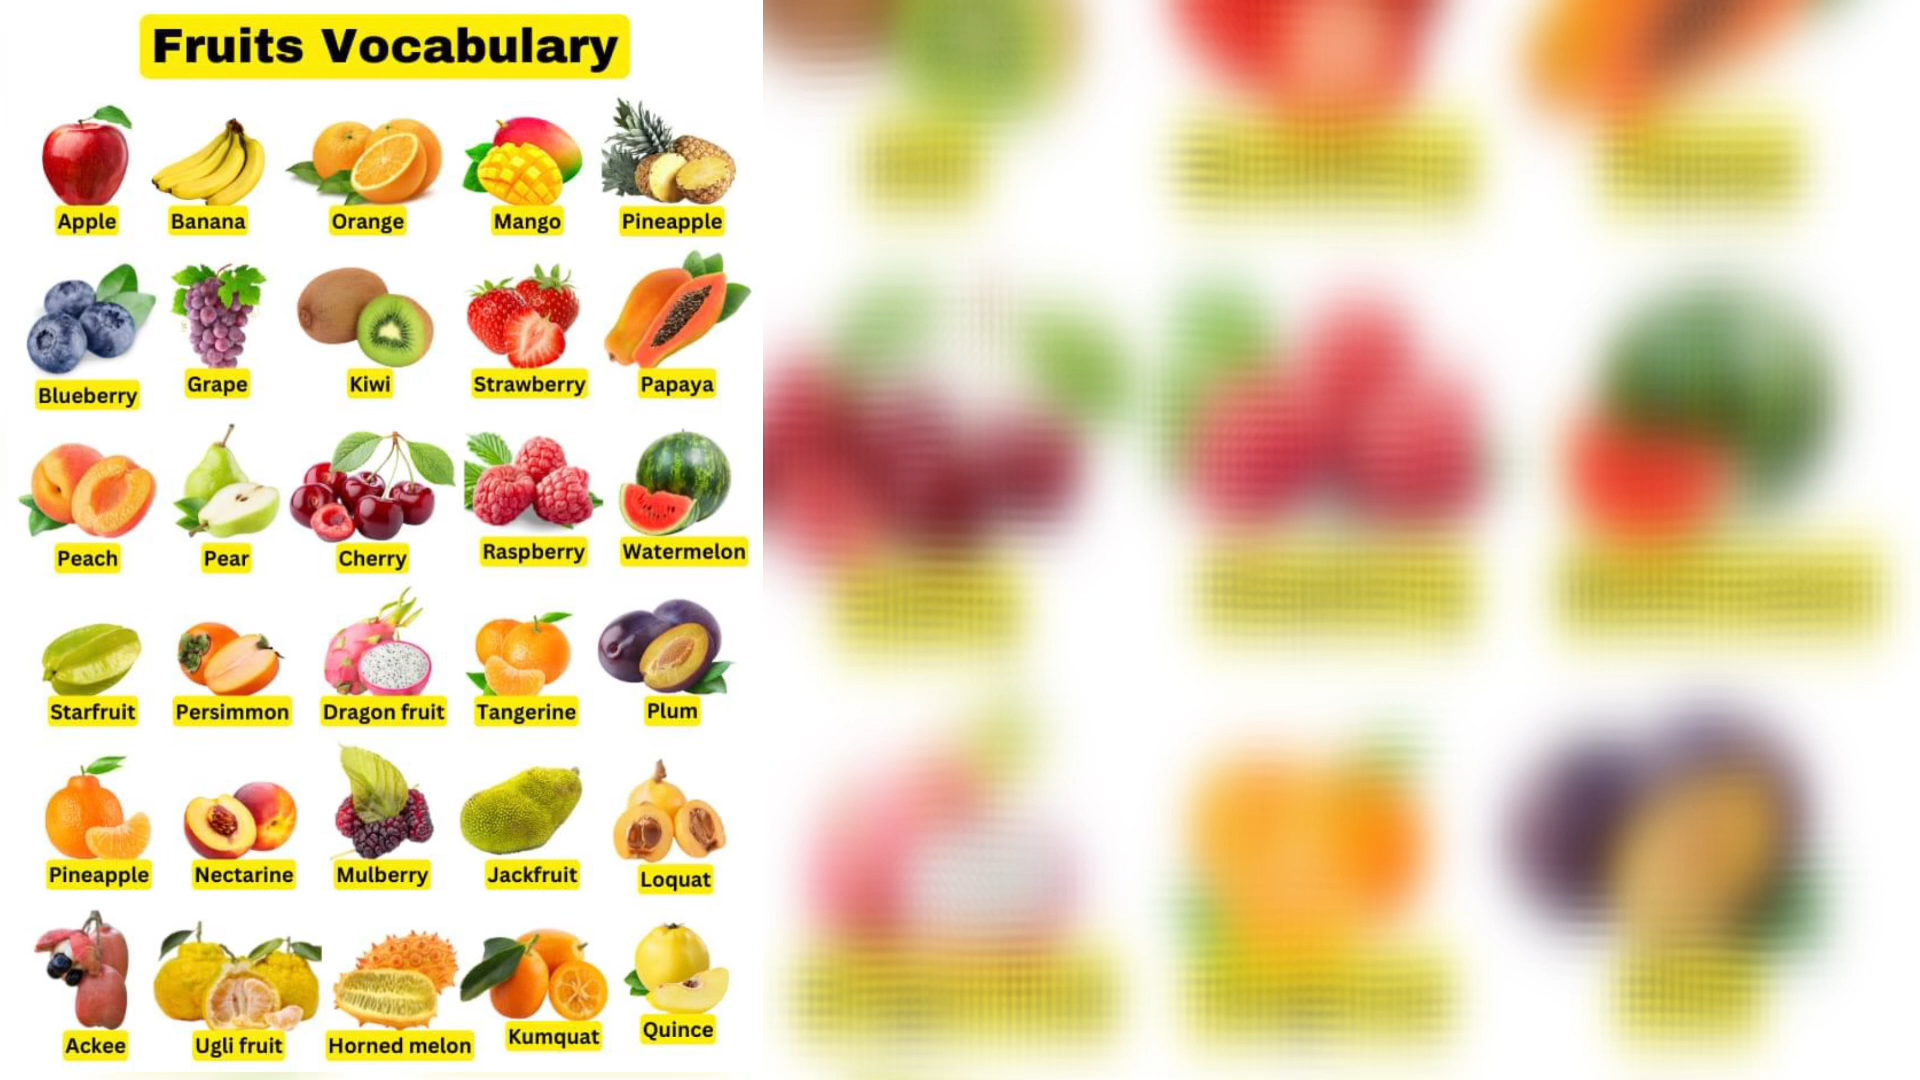 Fruits Vocabulary
Apple
Banana
Orange
Mango
Pineapple
Blueberry
Grape
Kiwi
Strawberry
Papaya
Peach
Pear
Cherry
Raspberry
Watermelon
Starfruit
Persimmon
Dragon fruit
Tangerine
Plum
Pineapple
Nectarine
Mulberry
Jackfruit
Loquat
Ackee
Ugli fruit
Horned melon
Kumquat
Quince